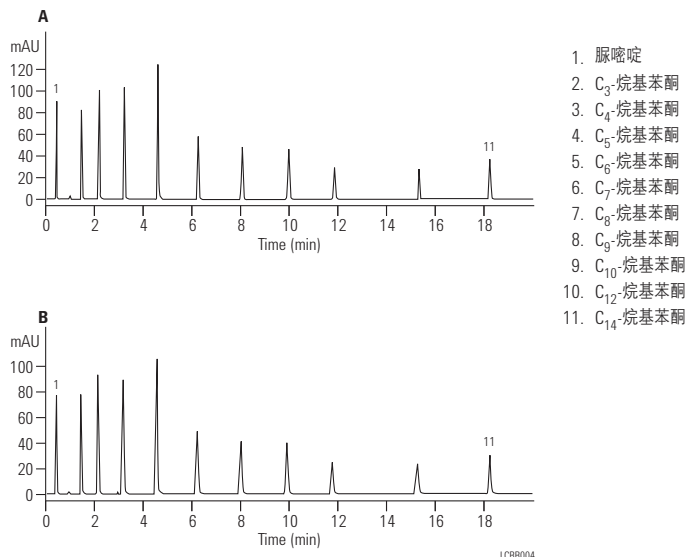 A
mAU
120
100
80
60
40
20
0
1
11
0 2 4 6 8 10 12 14 16 18
Time (min)
B
mAU
100
80
60
40
20
0
1
11
0 2 4 6 8 10 12 14 16 18
Time (min)
1. 脲嘧啶
2. C₃-烷基苯酮
3. C₄-烷基苯酮
4. C₅-烷基苯酮
5. C₆-烷基苯酮
6. C₇-烷基苯酮
7. C₈-烷基苯酮
8. C₉-烷基苯酮
9. C₁₀-烷基苯酮
10. C₁₂-烷基苯酮
11. C₁₄-烷基苯酮
LCBR004